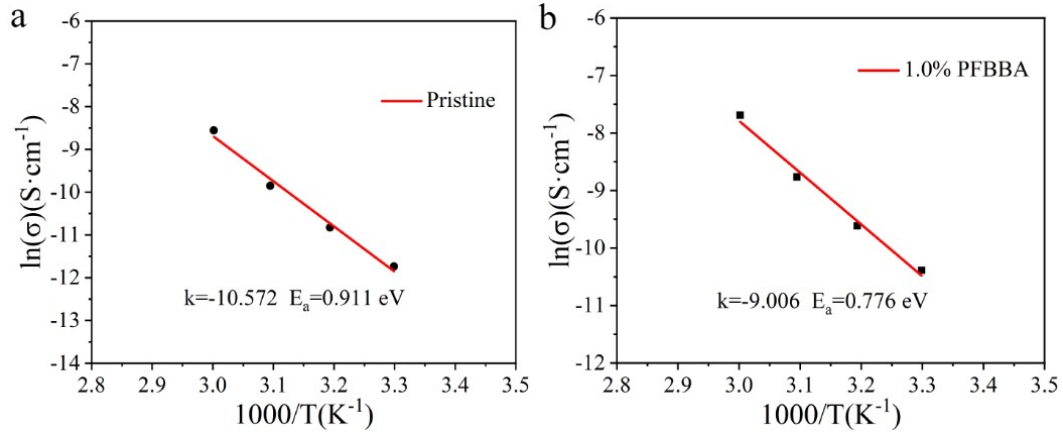 a
-6
-7
-8
-9
-10
-11
-12
-13
-14
ln(σ)(S·cm⁻¹)
Pristine
k=-10.572 Eₐ=0.911 eV
2.8 2.9 3.0 3.1 3.2 3.3 3.4 3.5
1000/T(K⁻¹)
b
-6
-7
-8
-9
-10
-11
-12
ln(σ)(S·cm⁻¹)
1.0% PFBBA
k=-9.006 Eₐ=0.776 eV
2.8 2.9 3.0 3.1 3.2 3.3 3.4 3.5
1000/T(K⁻¹)